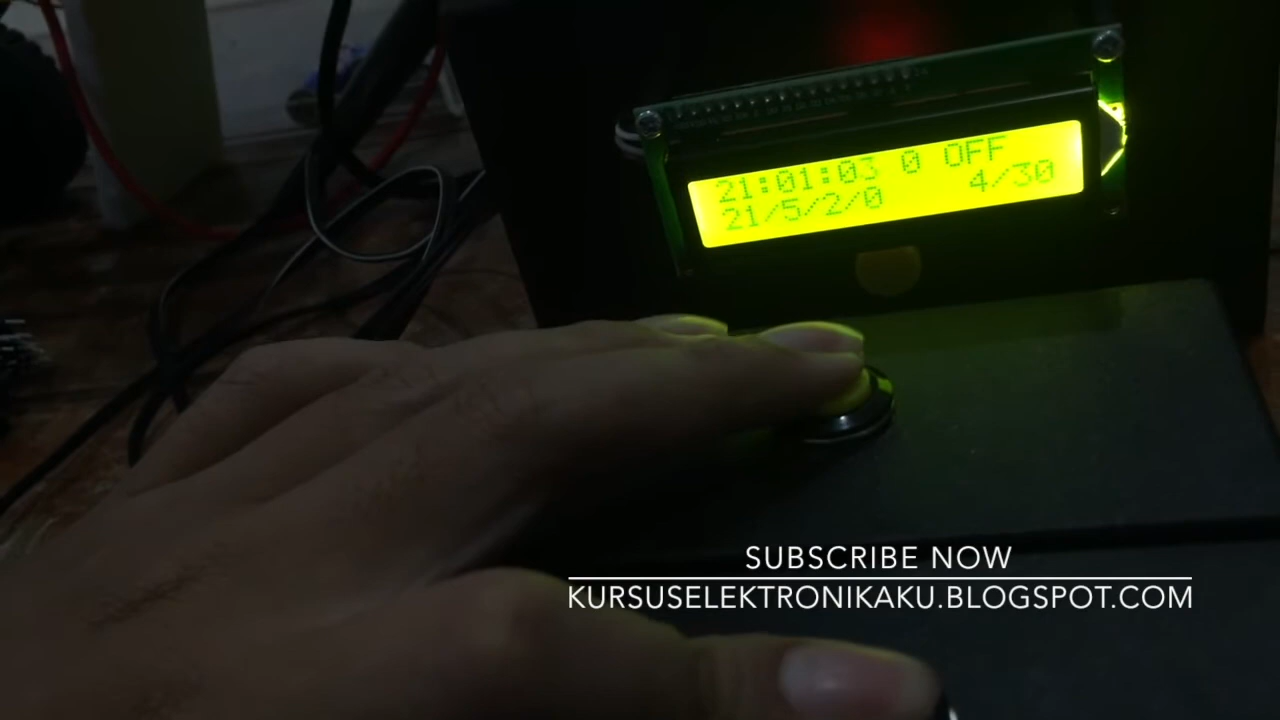 21:01:03 0 OFF
21/5/2/0 4/30
SUBSCRIBE NOW
KURSUSELEKTRONIKAKU.BLOGSPOT.COM